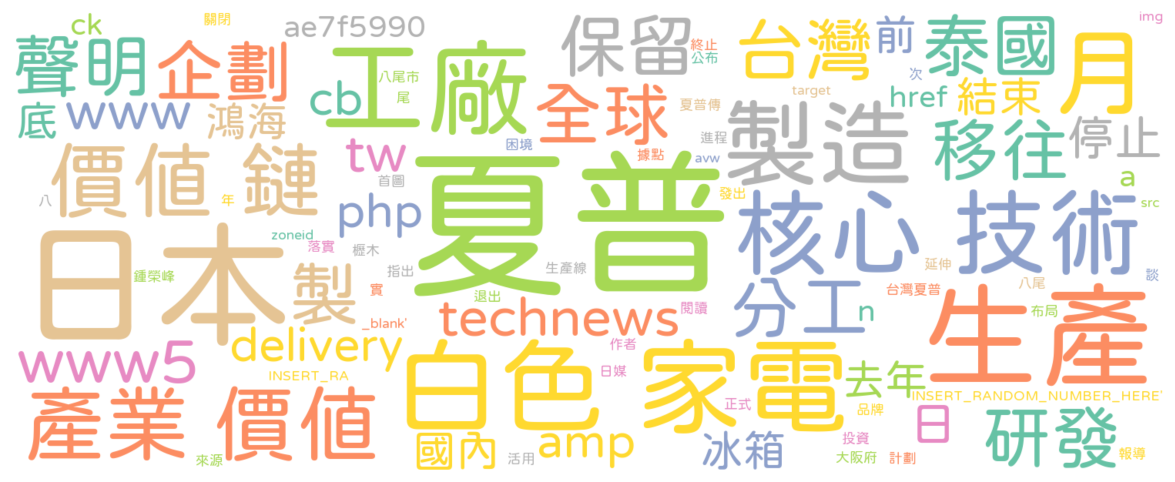 ck
關閉
ae7f5990
保留
終止
公布
台灣
前
泰國
月
img
聲明
企劃
工廠
八尾市
尾
次
底
www
鴻海
cb
全球
夏普傳
target
href
結束
製造
移往
停止
價值 鏈
tw
困境
據點
進程
avw
首圖
夏普
發出
a
八
年
php
核心 技術
src
日本
製
zoneid
落實
櫪木
指出
生產線
延伸
談
鍾榮峰
實
退出
分工
n
台灣夏普
八尾
布局
生產
_blank'
technews
閱讀
www5
delivery
作者
INSERT_RA
日媒
白色 家電
去年
INSERT_RANDOM_NUMBER_HERE'
產業 價值
正式
品牌
日
研發
國內
amp
活用
冰箱
投資
大阪府
計劃
來源
報導